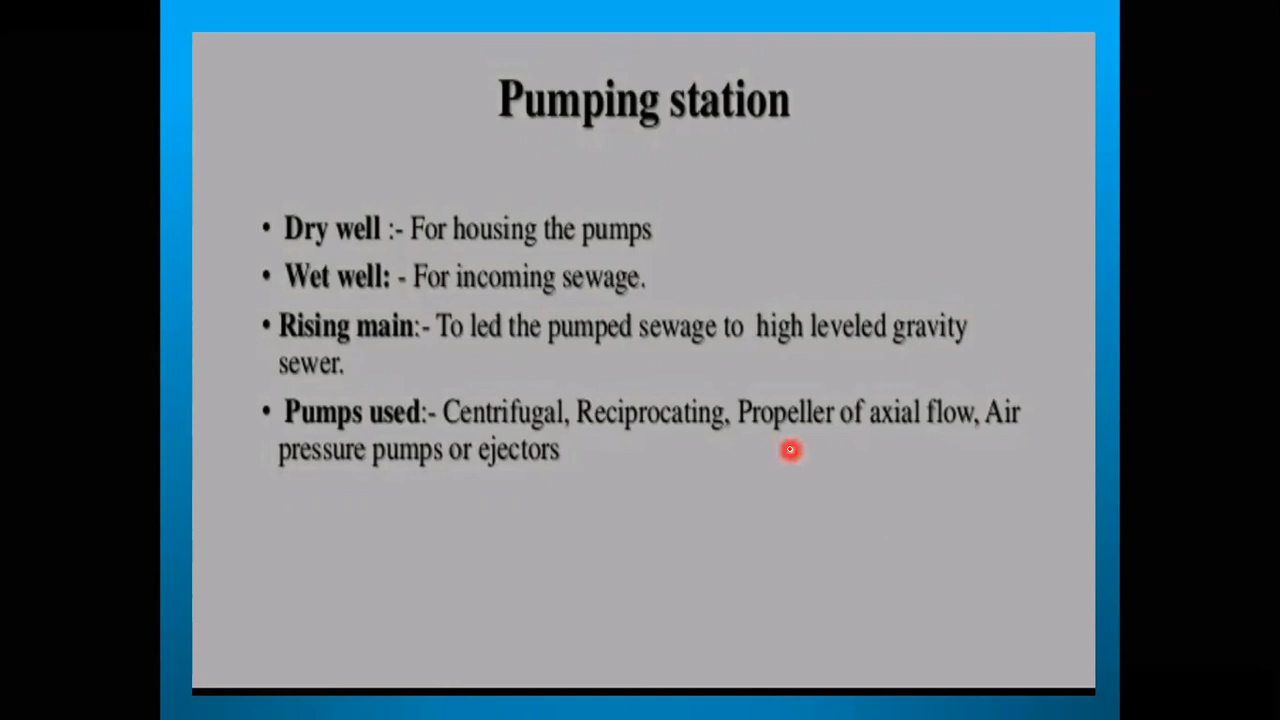 Pumping station
• Dry well :- For housing the pumps
• Wet well: - For incoming sewage.
• Rising main:- To led the pumped sewage to high leveled gravity
sewer.
• Pumps used:- Centrifugal, Reciprocating, Propeller of axial flow, Air
pressure pumps or ejectors